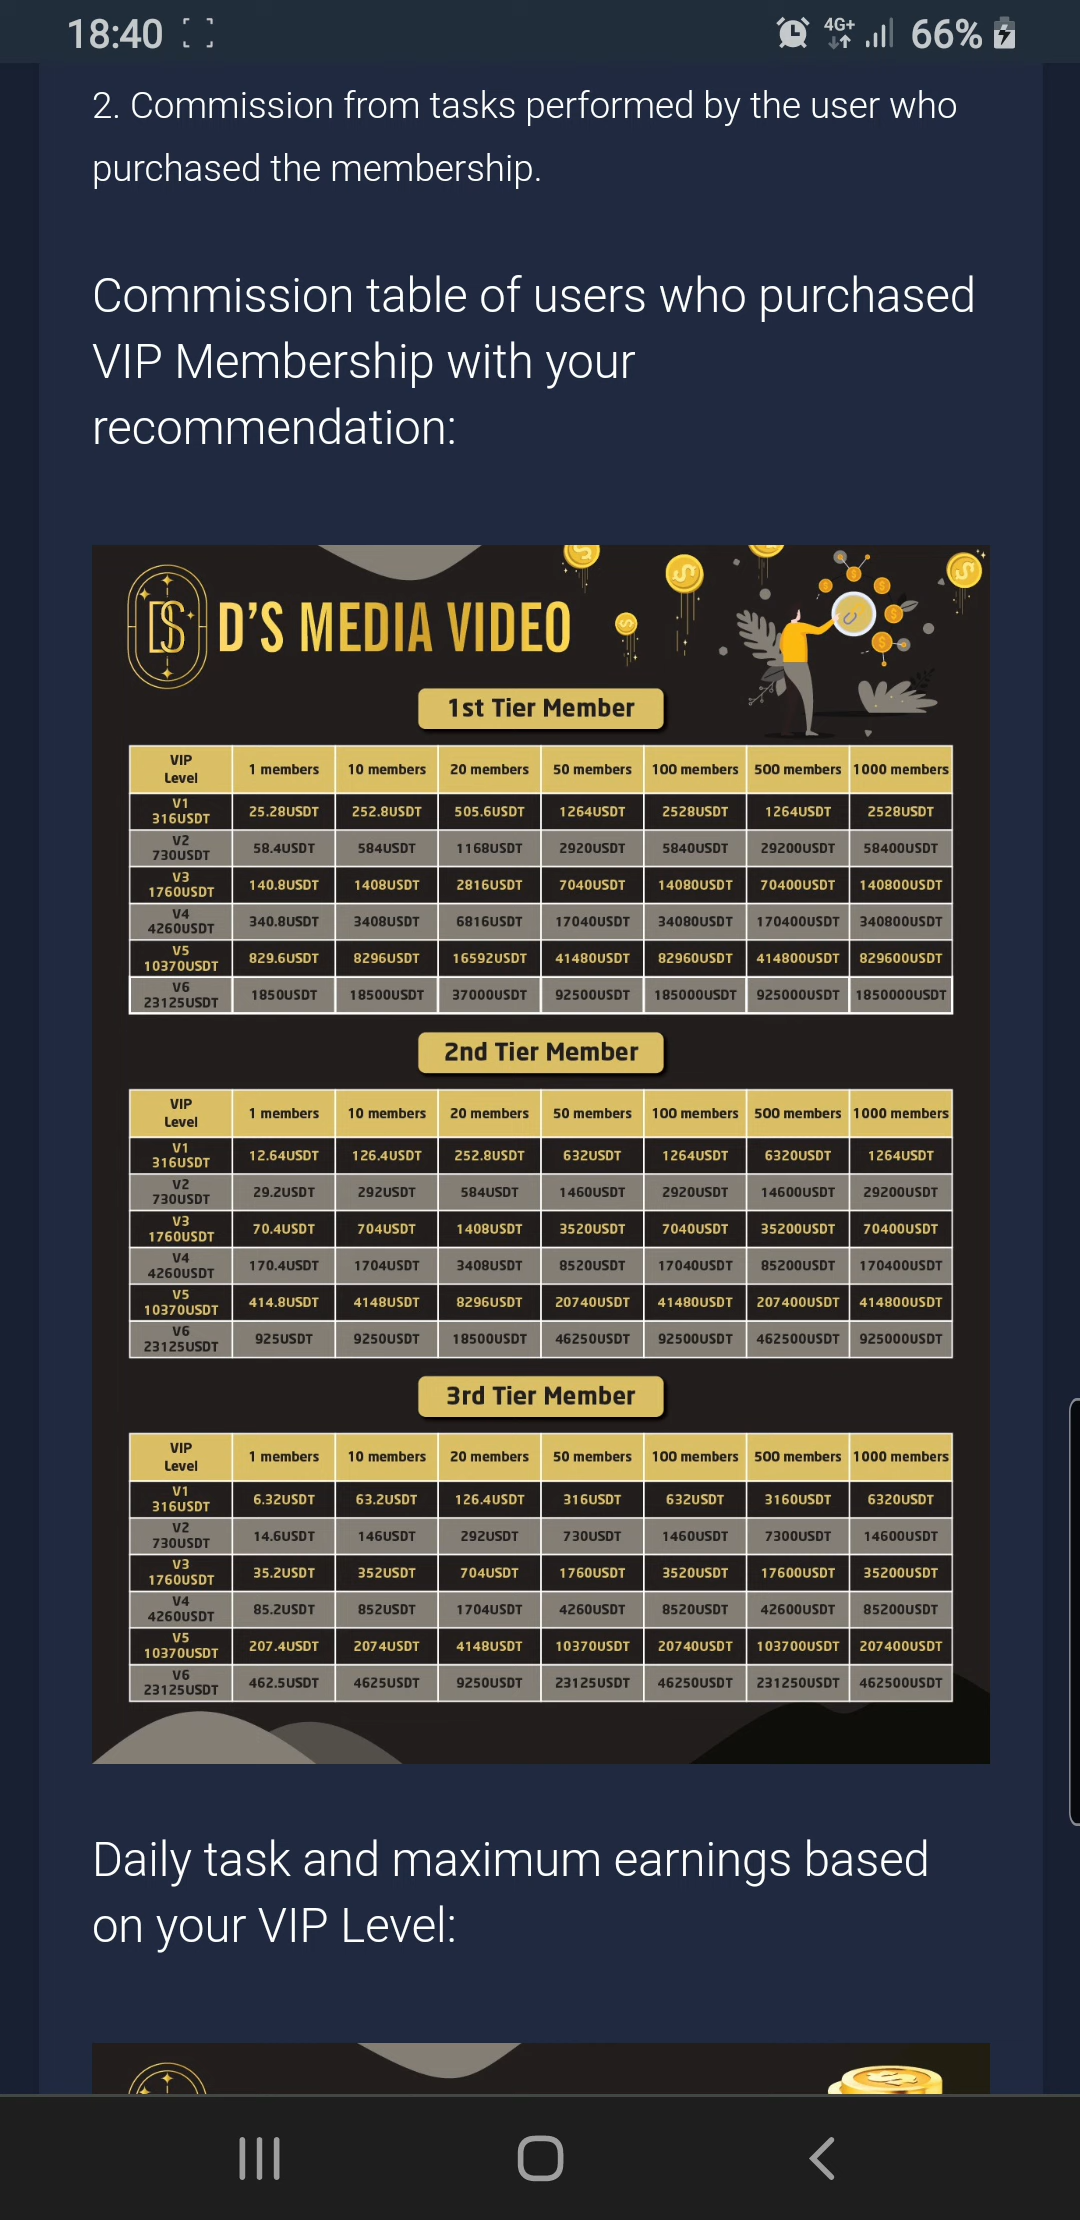 18:40
4G+ 66%
2. Commission from tasks performed by the user who
purchased the membership.
Commission table of users who purchased
VIP Membership with your
recommendation:
D'S MEDIA VIDEO
1st Tier Member
VIP Level 1 members 10 members 20 members 50 members 100 members 500 members 1000 members
V1 316USDT 25.28USDT 252.8USDT 505.6USDT 1264USDT 2528USDT 1264USDT 2528USDT
V2 730USDT 58.4USDT 584USDT 1168USDT 2920USDT 5840USDT 29200USDT 58400USDT
V3 1760USDT 140.8USDT 1408USDT 2816USDT 7040USDT 14080USDT 70400USDT 140800USDT
V4 4260USDT 340.8USDT 3408USDT 6816USDT 17040USDT 34080USDT 170400USDT 340800USDT
V5 10370USDT 829.6USDT 8296USDT 16592USDT 41480USDT 82960USDT 414800USDT 829600USDT
V6 23125USDT 1850USDT 18500USDT 37000USDT 92500USDT 185000USDT 925000USDT 1850000USDT
2nd Tier Member
VIP Level 1 members 10 members 20 members 50 members 100 members 500 members 1000 members
V1 316USDT 12.64USDT 126.4USDT 252.8USDT 632USDT 1264USDT 6320USDT 1264USDT
V2 730USDT 29.2USDT 292USDT 584USDT 1460USDT 2920USDT 14600USDT 29200USDT
V3 1760USDT 70.4USDT 704USDT 1408USDT 3520USDT 7040USDT 35200USDT 70400USDT
V4 4260USDT 170.4USDT 1704USDT 3408USDT 8520USDT 17040USDT 85200USDT 170400USDT
V5 10370USDT 414.8USDT 4148USDT 8296USDT 20740USDT 41480USDT 207400USDT 414800USDT
V6 23125USDT 925USDT 9250USDT 18500USDT 46250USDT 92500USDT 462500USDT 925000USDT
3rd Tier Member
VIP Level 1 members 10 members 20 members 50 members 100 members 500 members 1000 members
V1 316USDT 6.32USDT 63.2USDT 126.4USDT 316USDT 632USDT 3160USDT 6320USDT
V2 730USDT 14.6USDT 146USDT 292USDT 730USDT 1460USDT 7300USDT 14600USDT
V3 1760USDT 35.2USDT 352USDT 704USDT 1760USDT 3520USDT 17600USDT 35200USDT
V4 4260USDT 85.2USDT 852USDT 1704USDT 4260USDT 8520USDT 42600USDT 85200USDT
V5 10370USDT 207.4USDT 2074USDT 4148USDT 10370USDT 20740USDT 103700USDT 207400USDT
V6 23125USDT 462.5USDT 4625USDT 9250USDT 23125USDT 46250USDT 231250USDT 462500USDT
Daily task and maximum earnings based
on your VIP Level: